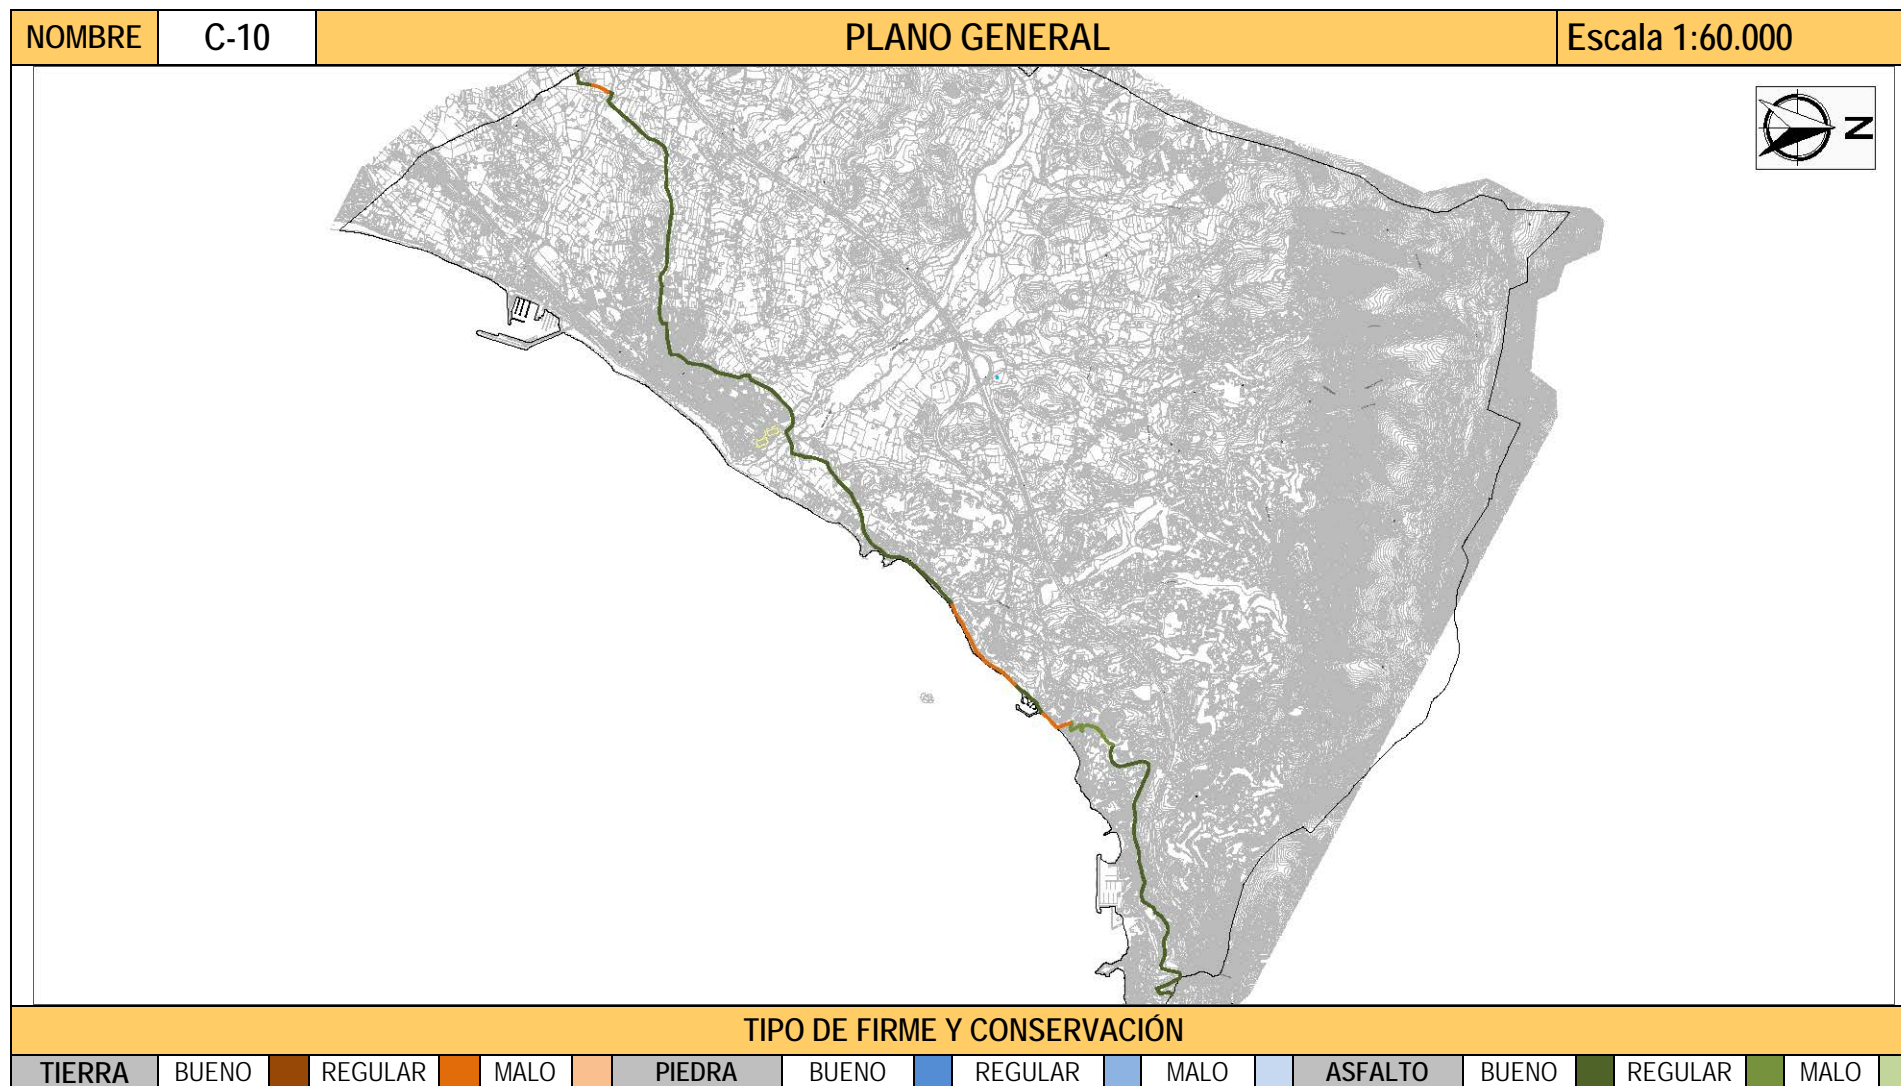 NOMBRE C-10 PLANO GENERAL Escala 1:60.000
N
TIPO DE FIRME Y CONSERVACIÓN
TIERRA BUENO REGULAR MALO PIEDRA BUENO REGULAR MALO ASFALTO BUENO REGULAR MALO